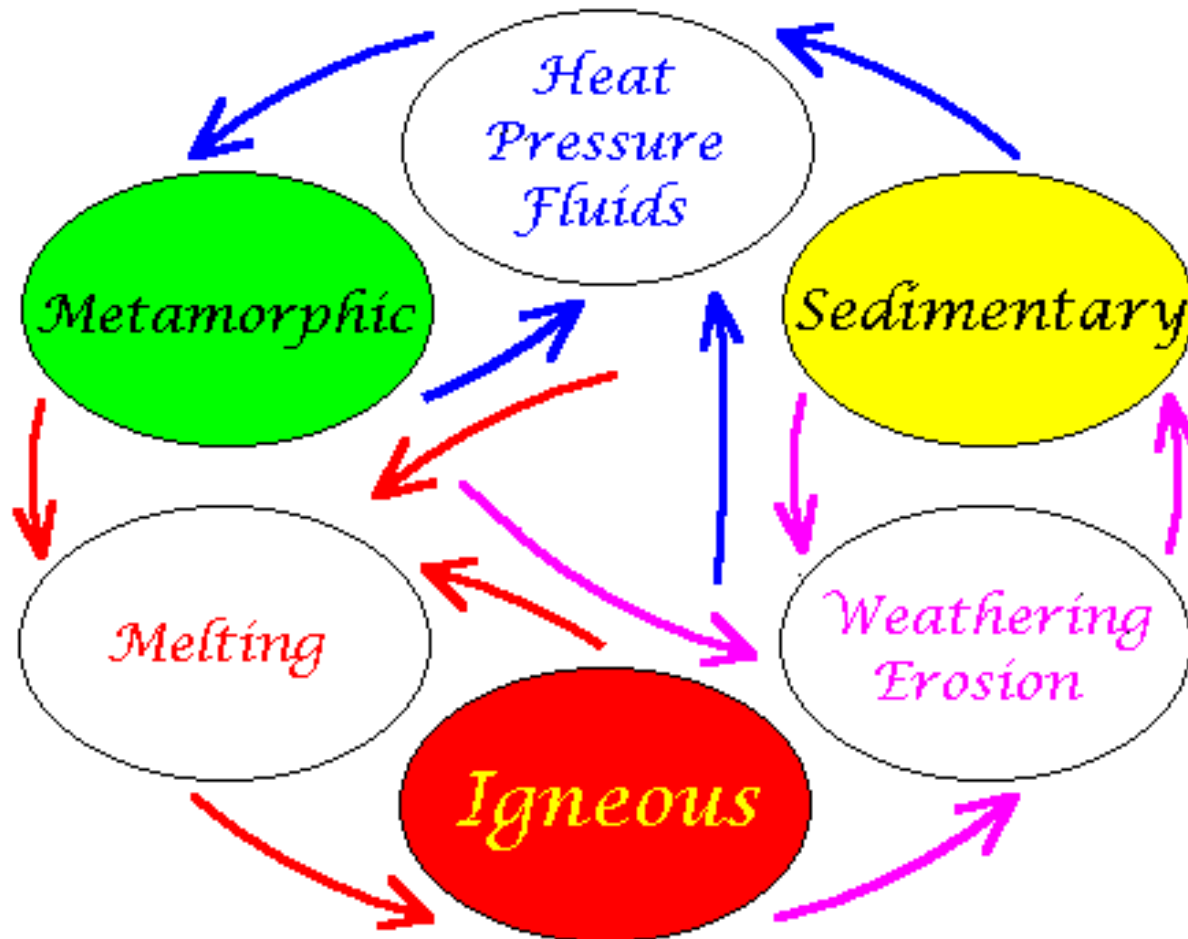 Heat
Pressure
Fluids
Metamorphic
Sedimentary
Melting
Weathering
Erosion
Igneous